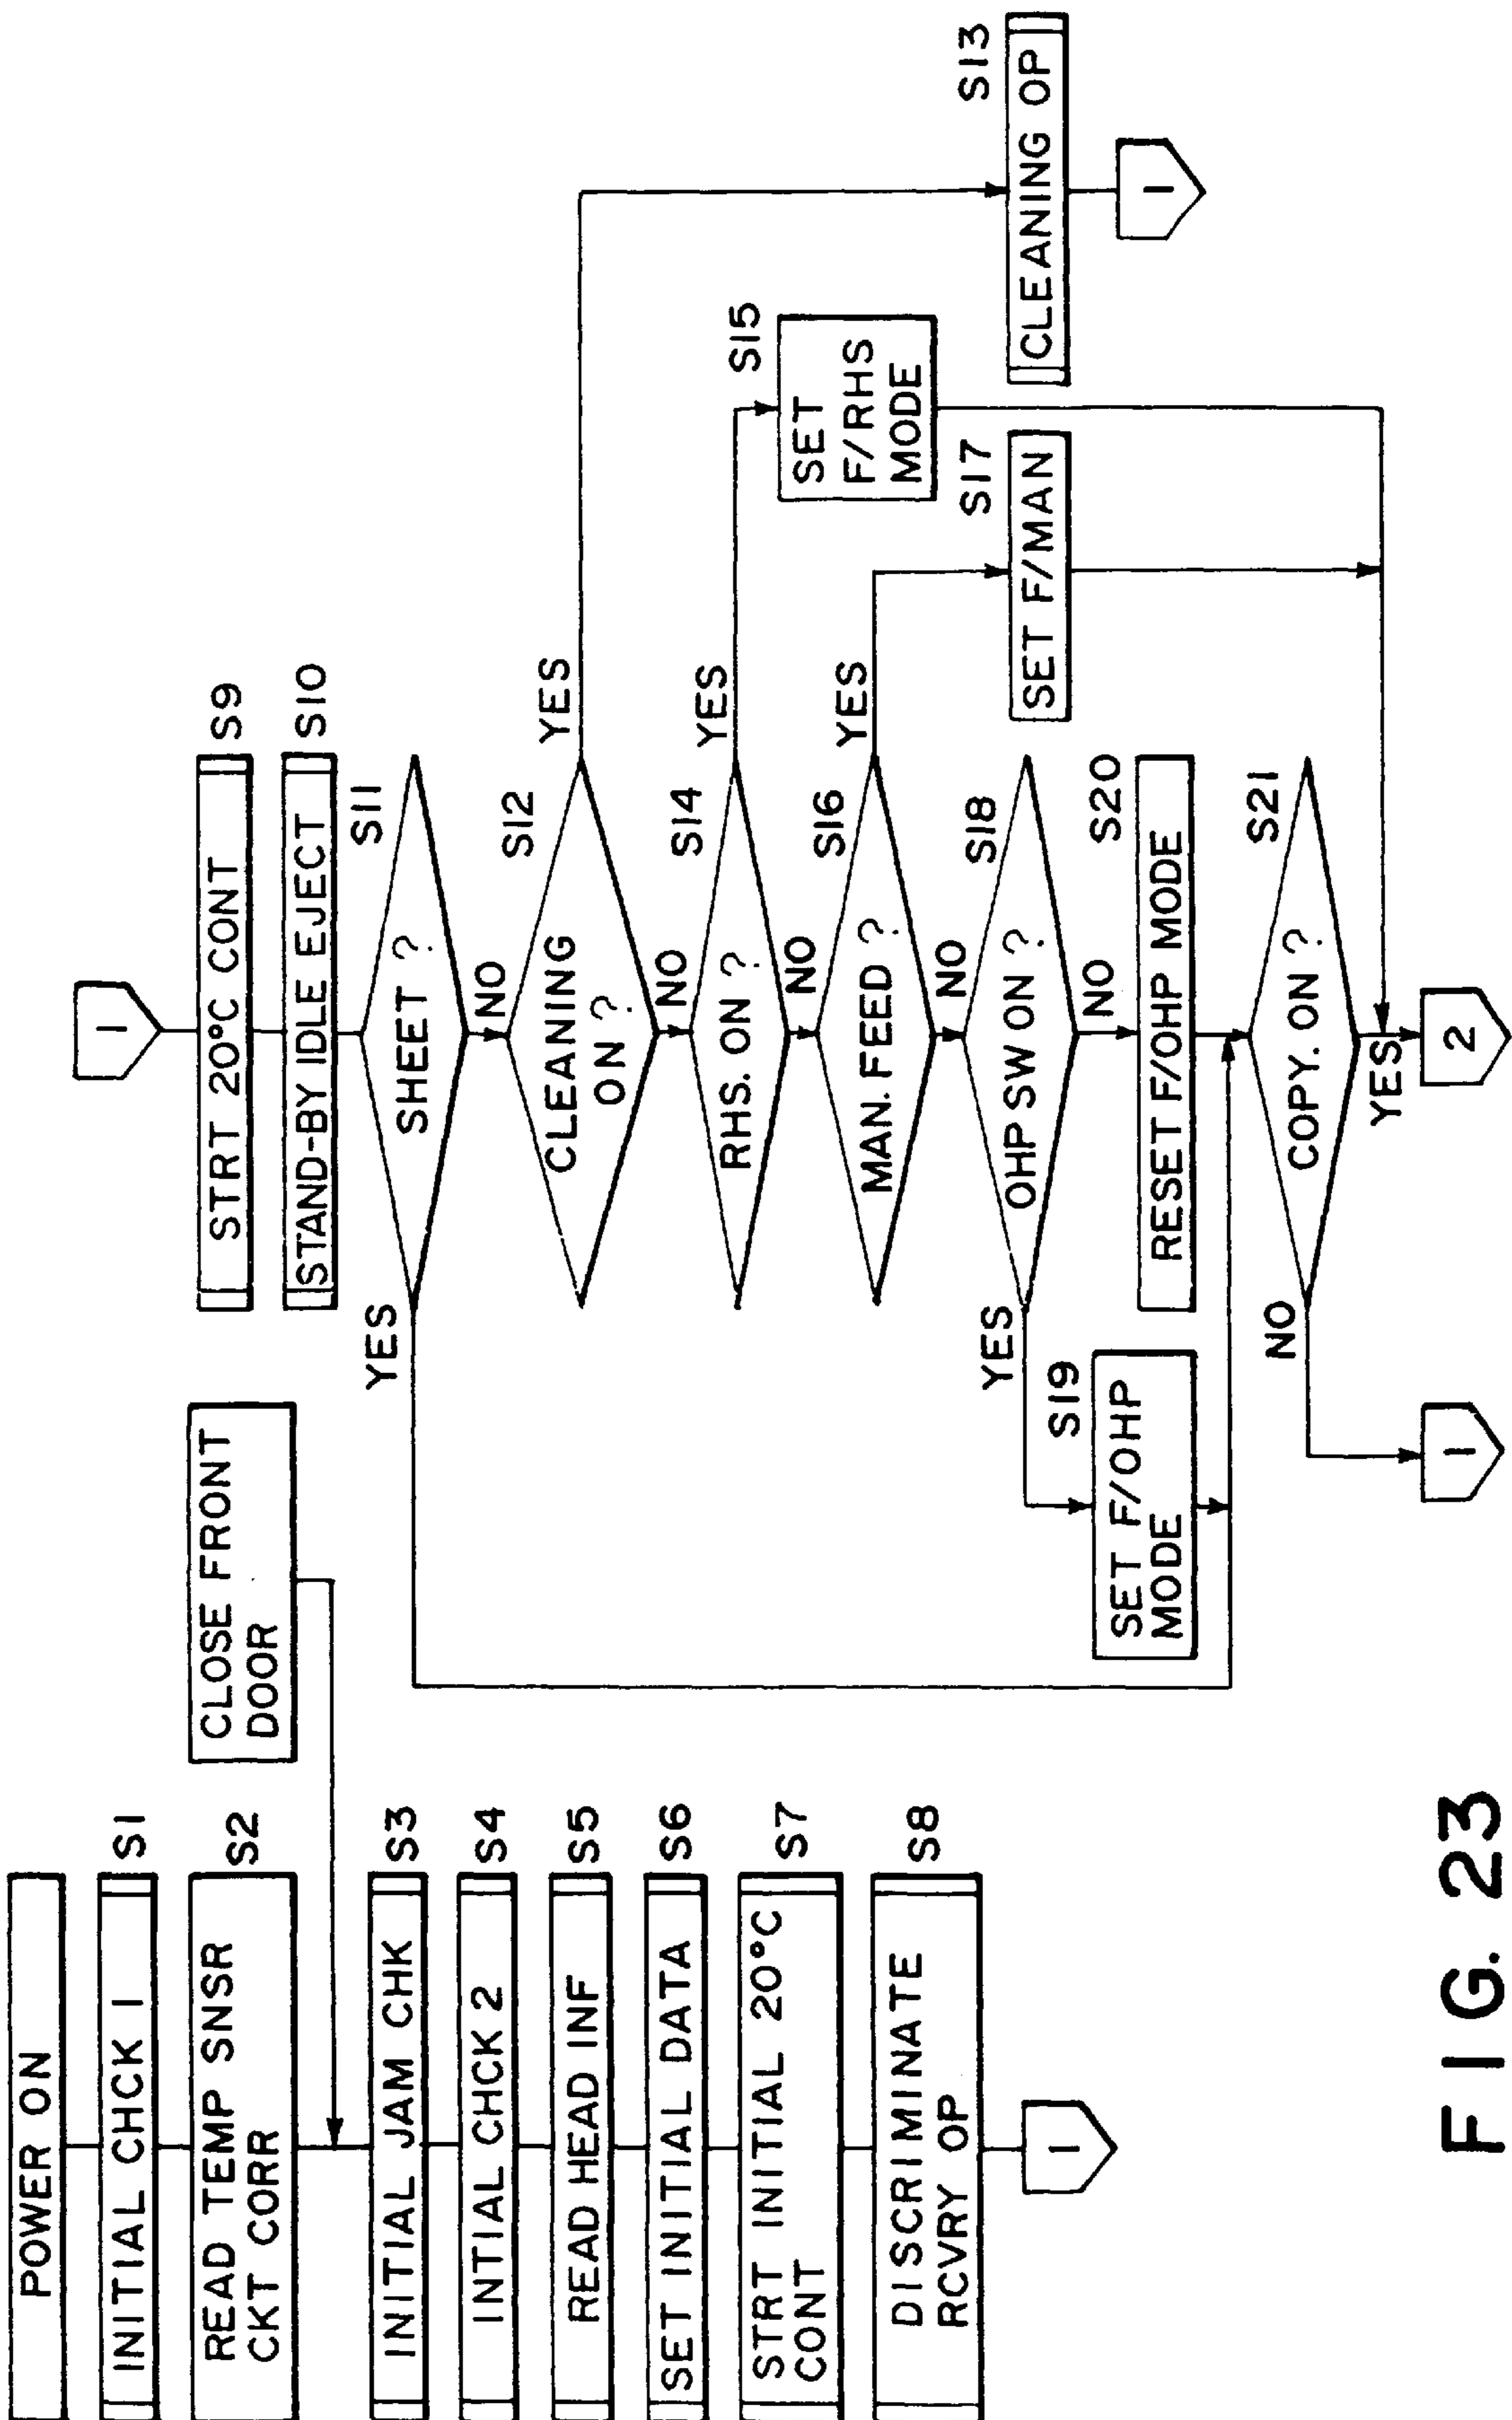 POWER ON
INITIAL CHCK 1
S1
READ TEMP SNSR
CKT CORR
S2
CLOSE FRONT
DOOR
INITIAL JAM CHK
S3
INTIAL CHCK 2
S4
READ HEAD INF
S5
SET INITIAL DATA
S6
STRT INITIAL 20°C
CONT
S7
DISCRIMINATE
RCVRY OP
S8
1
1
STRT 20°C CONT
S9
STAND-BY IDLE EJECT
S10
SHEET ?
S11
YES
NO
CLEANING
ON ?
S12
YES
NO
CLEANING OP
S13
1
RHS. ON ?
S14
YES
NO
SET
F/RHS
MODE
S15
MAN. FEED ?
S16
YES
NO
SET F/MAN
S17
OHP SW ON ?
S18
YES
NO
SET F/OHP
MODE
S19
RESET F/OHP MODE
S20
COPY. ON ?
S21
NO
YES
1
2
FIG. 23